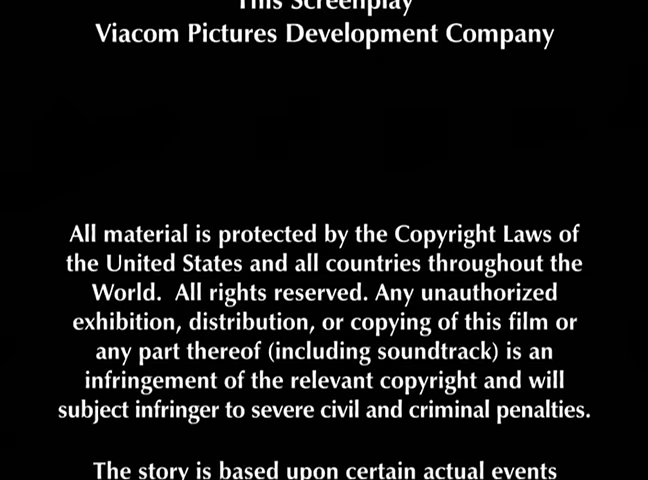 This Screenplay
Viacom Pictures Development Company
All material is protected by the Copyright Laws of
the United States and all countries throughout the
World.  All rights reserved. Any unauthorized
exhibition, distribution, or copying of this film or
any part thereof (including soundtrack) is an
infringement of the relevant copyright and will
subject infringer to severe civil and criminal penalties.
The story is based upon certain actual events